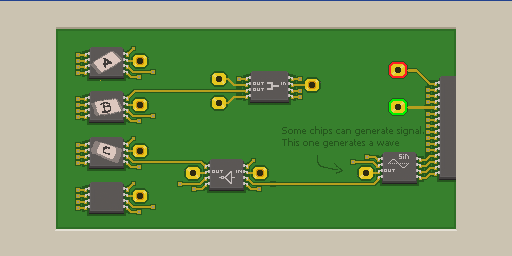 A
OUT IN
OUT
B
Some chips can generate signal.
This one generates a wave
C
Sin
OUT IN
OUT